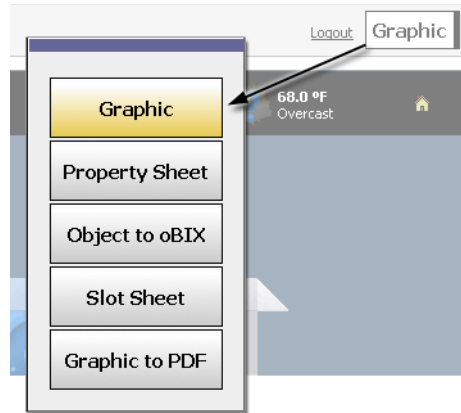 Logout
Graphic
68.0 ºF
Overcast
Graphic
Property Sheet
Object to oBIX
Slot Sheet
Graphic to PDF